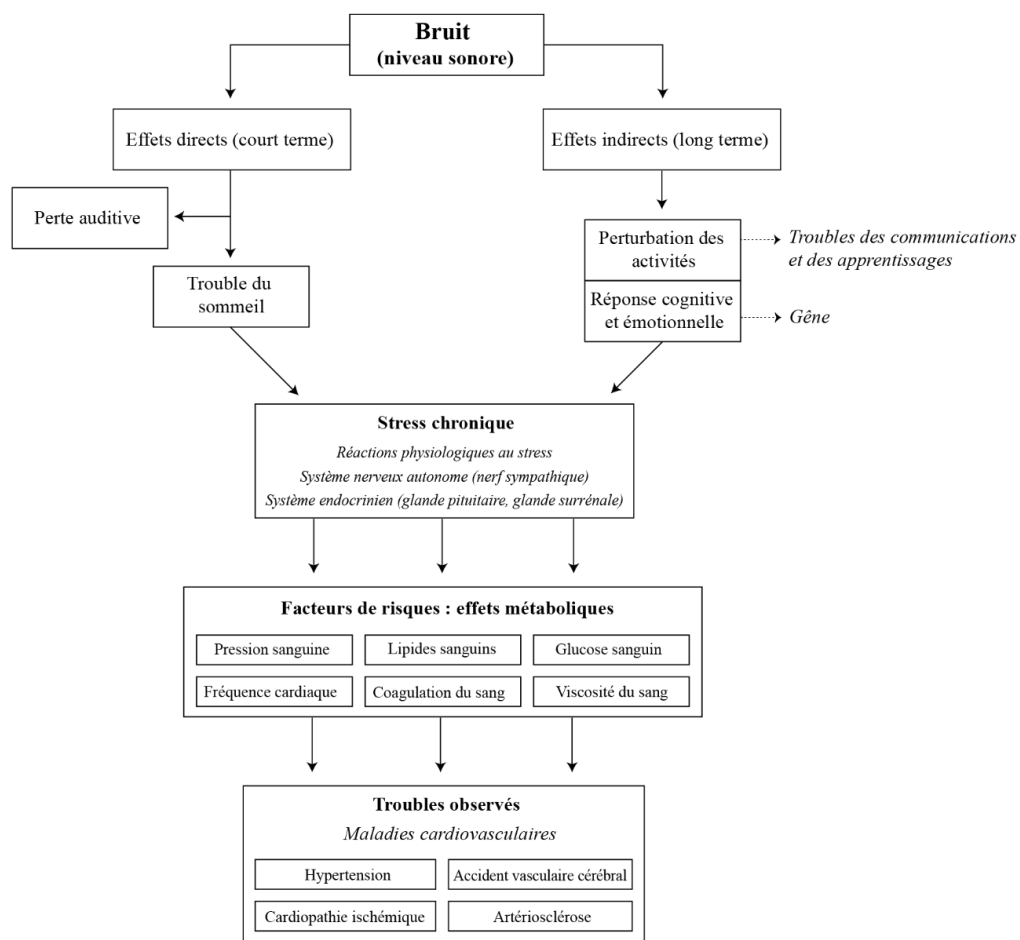 Bruit
(niveau sonore)
Effets directs (court terme)
Effets indirects (long terme)
Perte auditive
Perturbation des
activités
Troubles des communications
et des apprentissages
Trouble du
sommeil
Réponse cognitive
et émotionnelle
Gêne
Stress chronique
Réactions physiologiques au stress
Système nerveux autonome (nerf sympathique)
Système endocrinien (glande pituitaire, glande surrénale)
Facteurs de risques : effets métaboliques
Pression sanguine
Lipides sanguins
Glucose sanguin
Fréquence cardiaque
Coagulation du sang
Viscosité du sang
Troubles observés
Maladies cardiovasculaires
Hypertension
Accident vasculaire cérébral
Cardiopathie ischémique
Artériosclérose